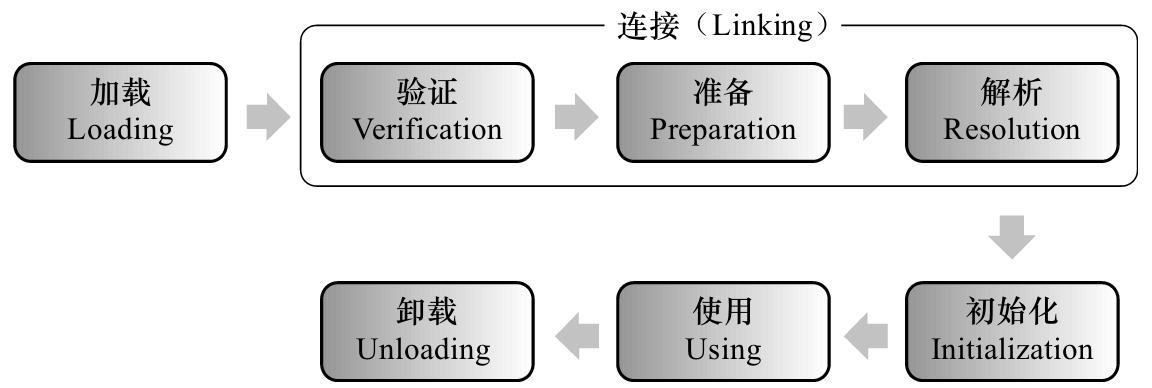 连接（Linking）
加载
Loading
验证
Verification
准备
Preparation
解析
Resolution
初始化
Initialization
使用
Using
卸载
Unloading